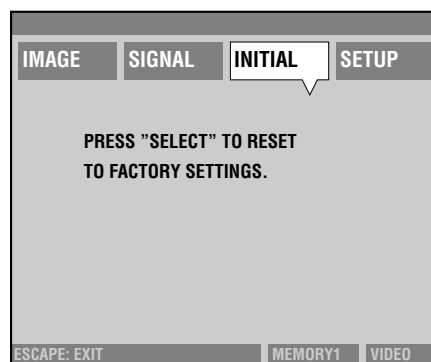 IMAGE SIGNAL INITIAL SETUP
PRESS ”SELECT” TO RESET
TO FACTORY SETTINGS.
ESCAPE: EXIT MEMORY1 VIDEO